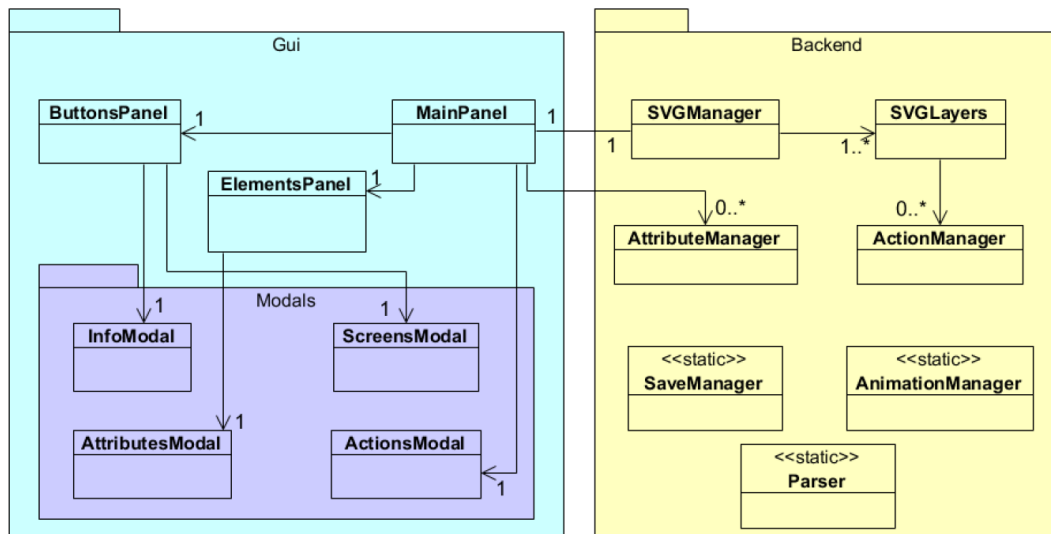 Gui
Backend
ButtonsPanel
MainPanel
SVGManager
SVGLayers
1
1
1
1..*
ElementsPanel
1
0..*
0..*
AttributeManager
ActionManager
Modals
1
1
InfoModal
ScreensModal
<<static>>
SaveManager
<<static>>
AnimationManager
1
AttributesModal
ActionsModal
1
<<static>>
Parser